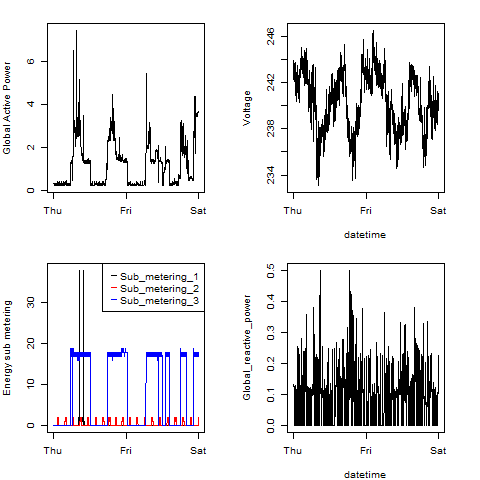 Global Active Power
6
4
2
0
Thu
Fri
Sat
Voltage
246
242
238
234
Thu
Fri
Sat
datetime
Energy sub metering
30
20
10
0
Sub_metering_1
Sub_metering_2
Sub_metering_3
Thu
Fri
Sat
Global_reactive_power
0.5
0.4
0.3
0.2
0.1
0.0
Thu
Fri
Sat
datetime